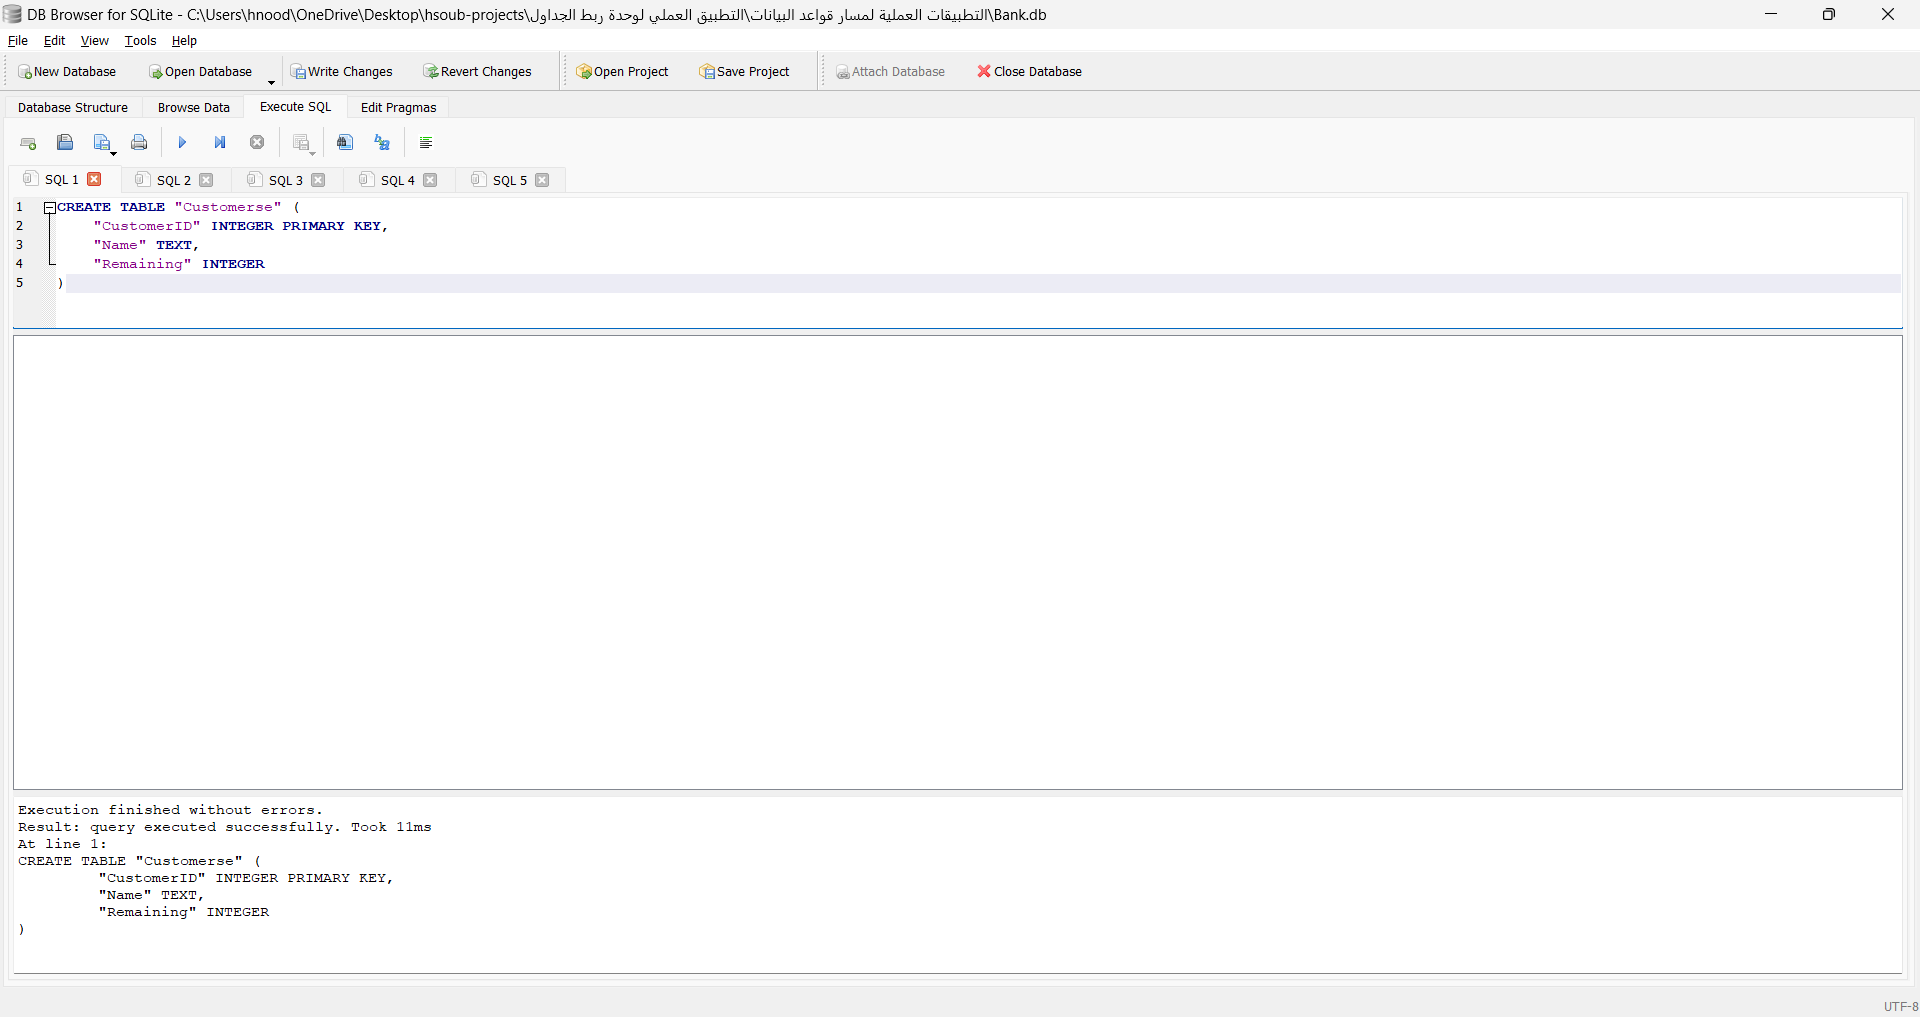 DB Browser for SQLite - C:\Users\hnood\OneDrive\Desktop\hsoub-projects\التطبيقات العملية لمسار قواعد البيانات\التطبيق العملي لوحدة ربط الجداول\Bank.db
File Edit View Tools Help
New Database Open Database Write Changes Revert Changes Open Project Save Project Attach Database Close Database
Database Structure Browse Data Execute SQL Edit Pragmas
SQL 1 SQL 2 SQL 3 SQL 4 SQL 5
1 CREATE TABLE "Customerse" (
2 "CustomerID" INTEGER PRIMARY KEY,
3 "Name" TEXT,
4 "Remaining" INTEGER
5 )
Execution finished without errors.
Result: query executed successfully. Took 11ms
At line 1:
CREATE TABLE "Customerse" (
"CustomerID" INTEGER PRIMARY KEY,
"Name" TEXT,
"Remaining" INTEGER
)
UTF-8